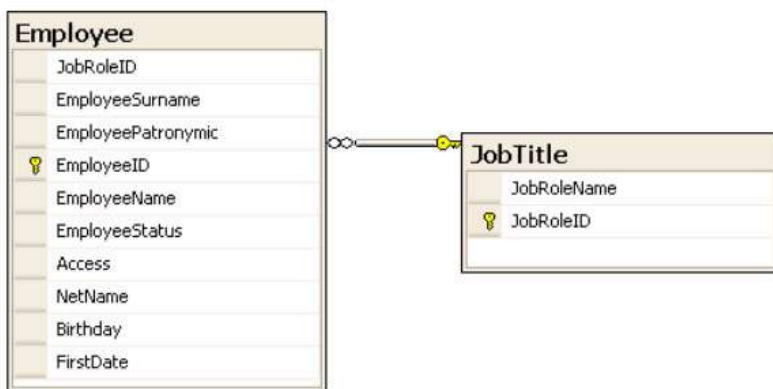 Employee
JobRoleID
EmployeeSurname
EmployeePatronymic
EmployeeID
EmployeeName
EmployeeStatus
Access
NetName
Birthday
FirstDate
JobTitle
JobRoleName
JobRoleID